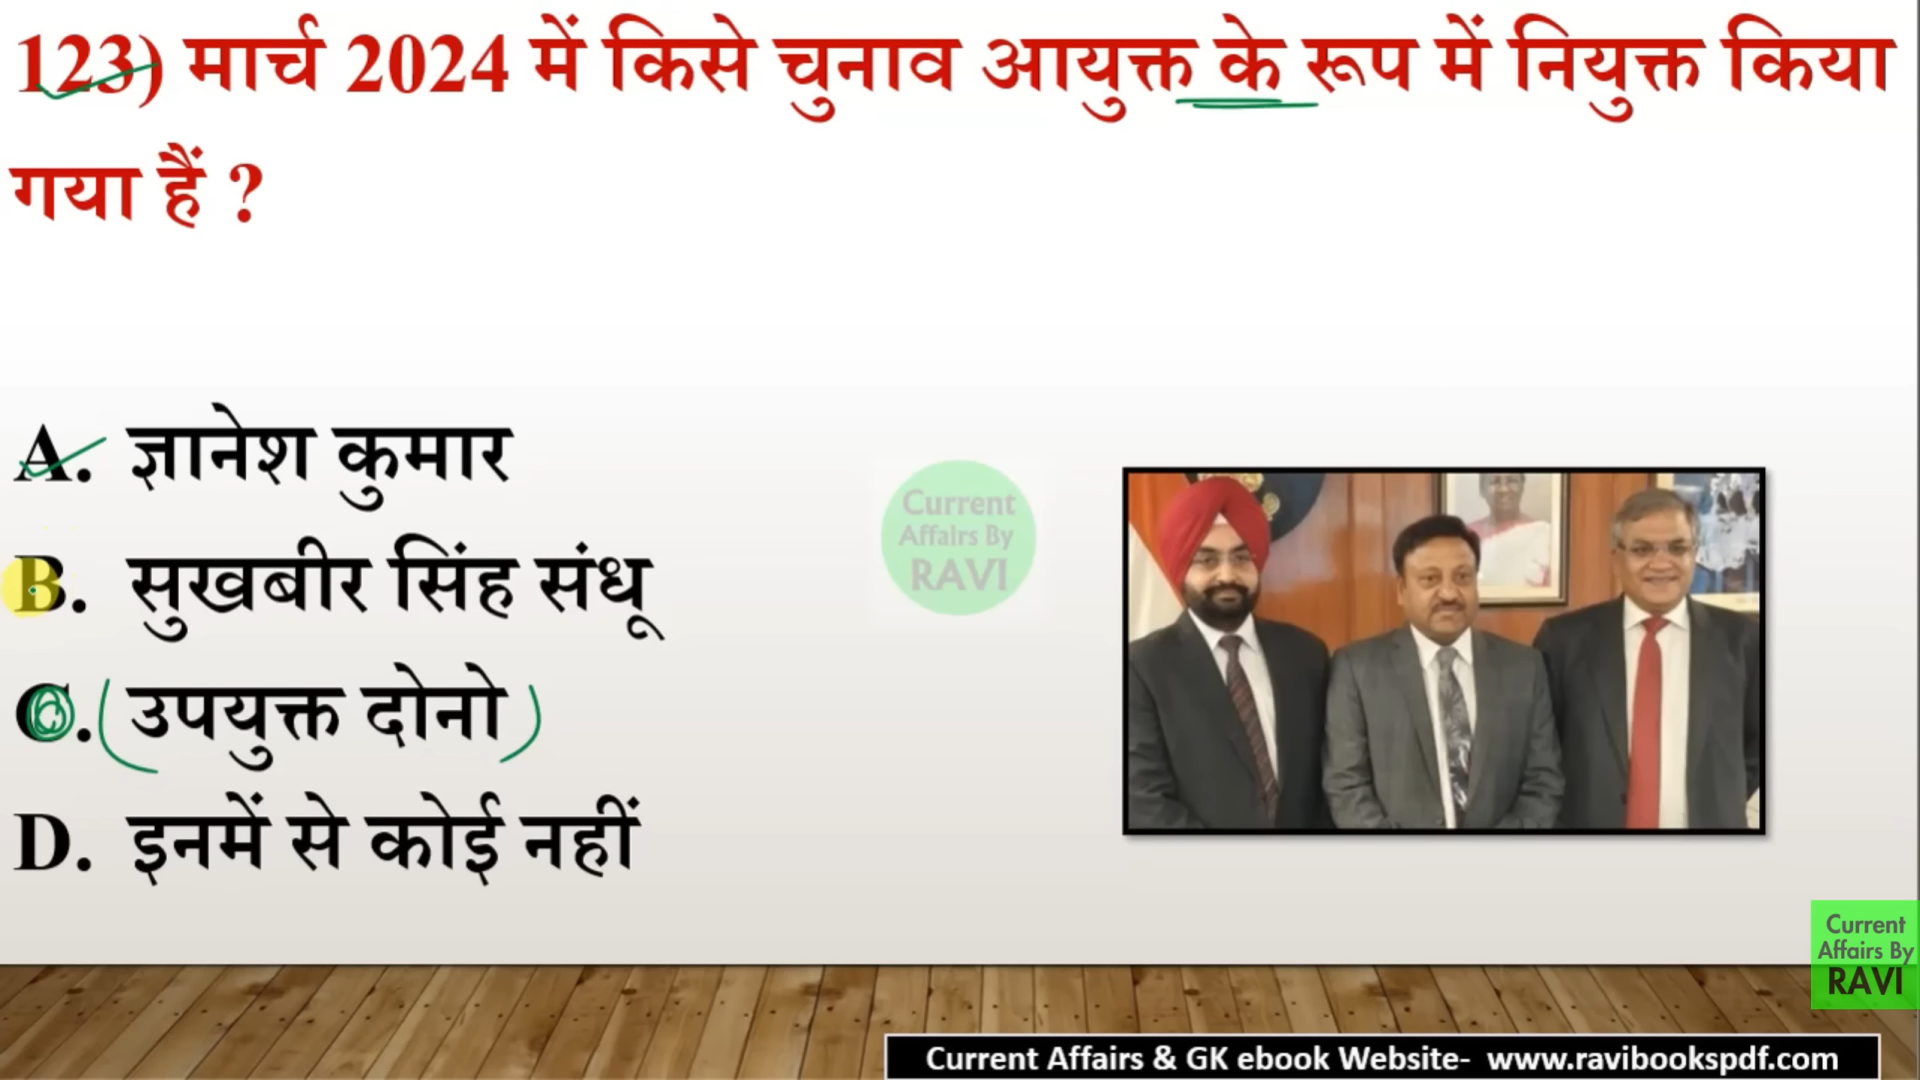 123) मार्च 2024 में किसे चुनाव आयुक्त के रूप में नियुक्त किया
गया हैं ?
A. ज्ञानेश कुमार
B. सुखबीर सिंह संधू
C. उपयुक्त दोनो
D. इनमें से कोई नहीं
Current
Affairs By
RAVI
Current
Affairs By
RAVI
Current Affairs & GK ebook Website- www.ravibookspdf.com